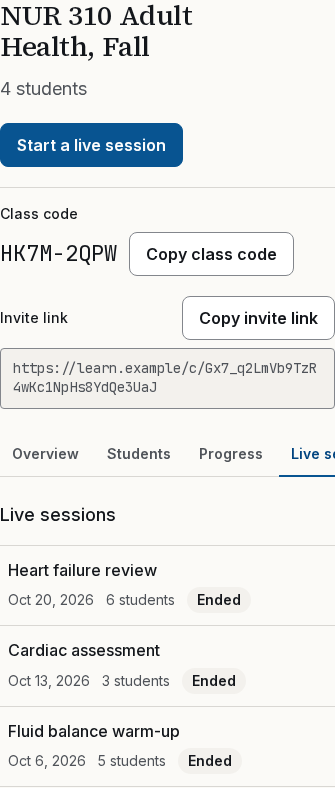 NUR 310 Adult
Health, Fall
4 students
Start a live session
Class code
HK7M-2QPW
Copy class code
Invite link
Copy invite link
https://learn.example/c/Gx7_q2LmVb9TzR
4wKc1NpHs8YdQe3UaJ
Overview Students Progress Live se
Live sessions
Heart failure review
Oct 20, 2026 6 students Ended
Cardiac assessment
Oct 13, 2026 3 students Ended
Fluid balance warm-up
Oct 6, 2026 5 students Ended